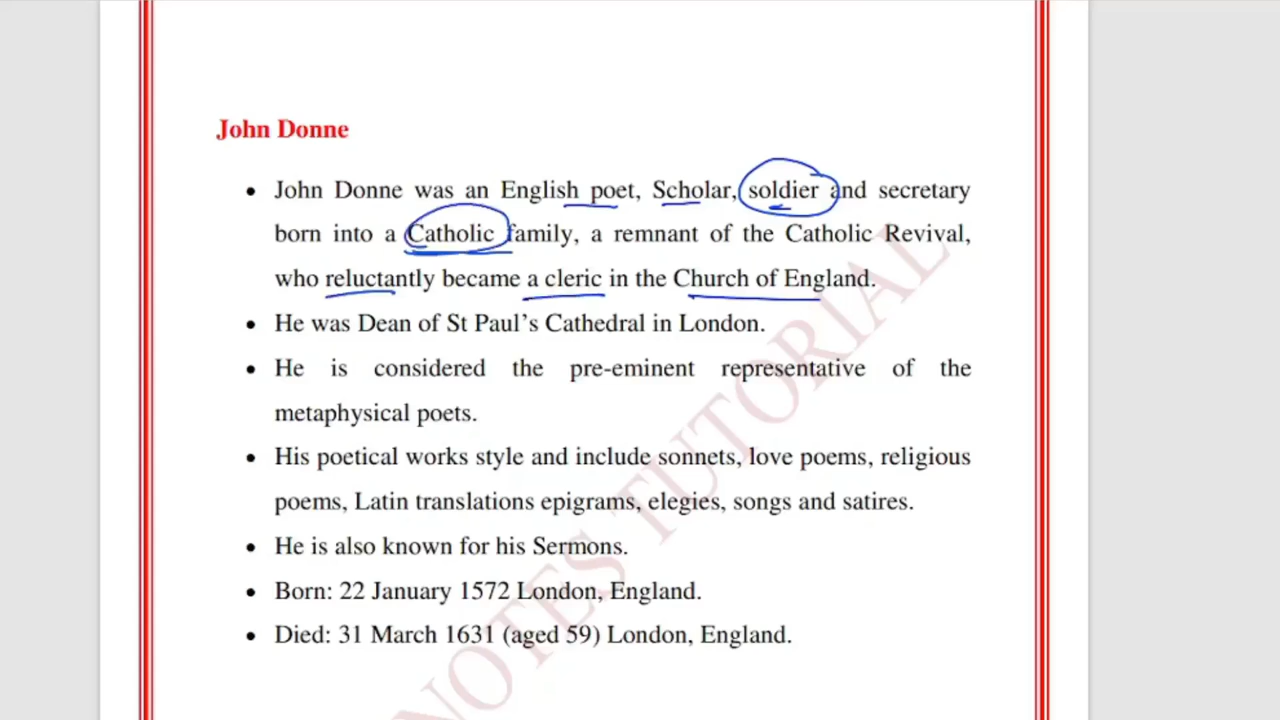 John Donne
• John Donne was an English poet, Scholar, soldier and secretary
born into a Catholic family, a remnant of the Catholic Revival,
who reluctantly became a cleric in the Church of England.
• He was Dean of St Paul's Cathedral in London.
• He is considered the pre-eminent representative of the
metaphysical poets.
• His poetical works style and include sonnets, love poems, religious
poems, Latin translations epigrams, elegies, songs and satires.
• He is also known for his Sermons.
• Born: 22 January 1572 London, England.
• Died: 31 March 1631 (aged 59) London, England.
NOTES TUTORIAL